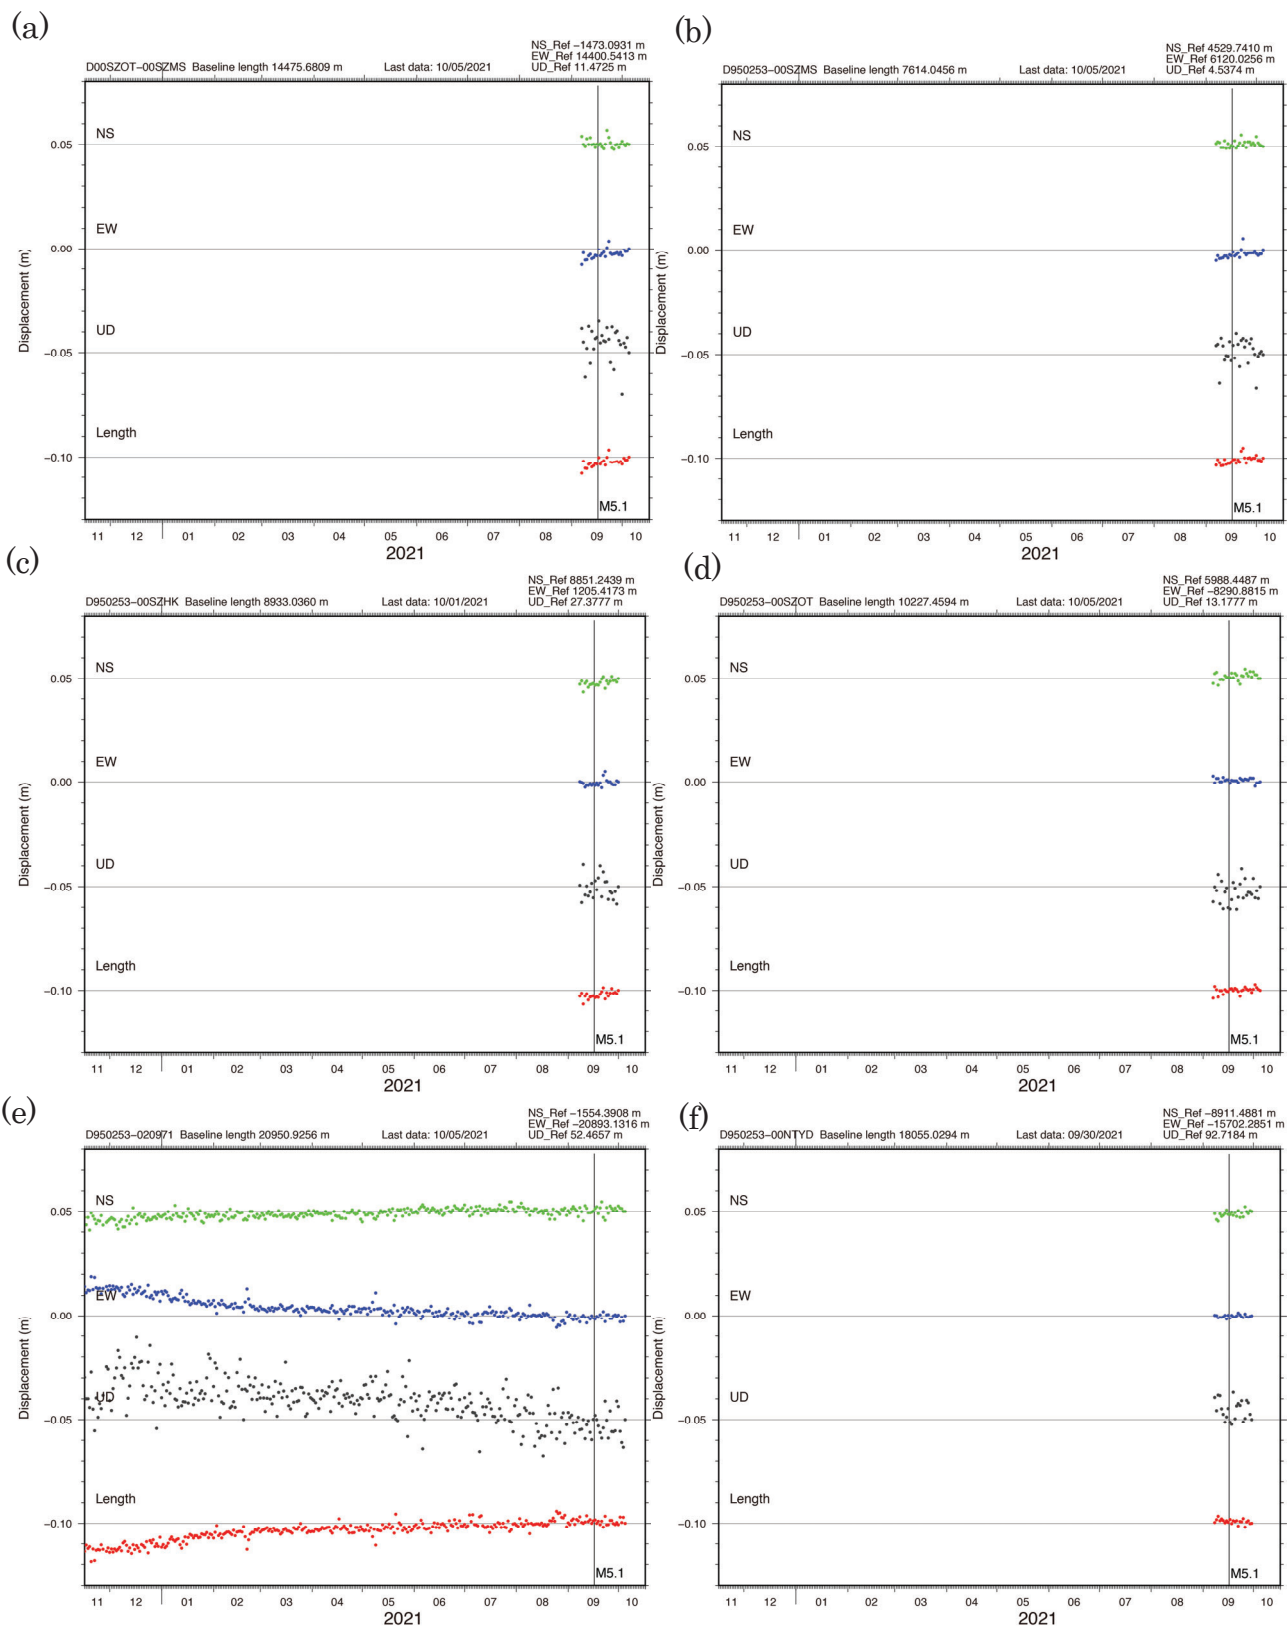 (a)
NS_Ref −1473.0931 m
EW_Ref 14400.5413 m
D00SZOT−00SZMS Baseline length 14475.6809 m Last data: 10/05/2021 UD_Ref 11.4725 m
NS
0.05
EW
0.00
UD
−0.05
Length
−0.10
Displacement (m)
M5.1
11 12 01 02 03 04 05 06 07 08 09 10
2021
(b)
NS_Ref 4529.7410 m
EW_Ref 6120.0256 m
D950253−00SZMS Baseline length 7614.0456 m Last data: 10/05/2021 UD_Ref 4.5374 m
NS
0.05
EW
0.00
UD
−0.05
Length
−0.10
Displacement (m)
M5.1
11 12 01 02 03 04 05 06 07 08 09 10
2021
(c)
NS_Ref 8851.2439 m
EW_Ref 1205.4173 m
D950253−00SZHK Baseline length 8933.0360 m Last data: 10/01/2021 UD_Ref 27.3777 m
NS
0.05
EW
0.00
UD
−0.05
Length
−0.10
Displacement (m)
M5.1
11 12 01 02 03 04 05 06 07 08 09 10
2021
(d)
NS_Ref 5988.4487 m
EW_Ref −8290.8815 m
D950253−00SZOT Baseline length 10227.4594 m Last data: 10/05/2021 UD_Ref 13.1777 m
NS
0.05
EW
0.00
UD
−0.05
Length
−0.10
Displacement (m)
M5.1
11 12 01 02 03 04 05 06 07 08 09 10
2021
(e)
NS_Ref −1554.3908 m
EW_Ref −20893.1316 m
D950253−020971 Baseline length 20950.9256 m Last data: 10/05/2021 UD_Ref 52.4657 m
NS
0.05
EW
0.00
UD
−0.05
Length
−0.10
Displacement (m)
M5.1
11 12 01 02 03 04 05 06 07 08 09 10
2021
(f)
NS_Ref −8911.4881 m
EW_Ref −15702.2851 m
D950253−00NTYD Baseline length 18055.0294 m Last data: 09/30/2021 UD_Ref 92.7184 m
NS
0.05
EW
0.00
UD
−0.05
Length
−0.10
Displacement (m)
M5.1
11 12 01 02 03 04 05 06 07 08 09 10
2021